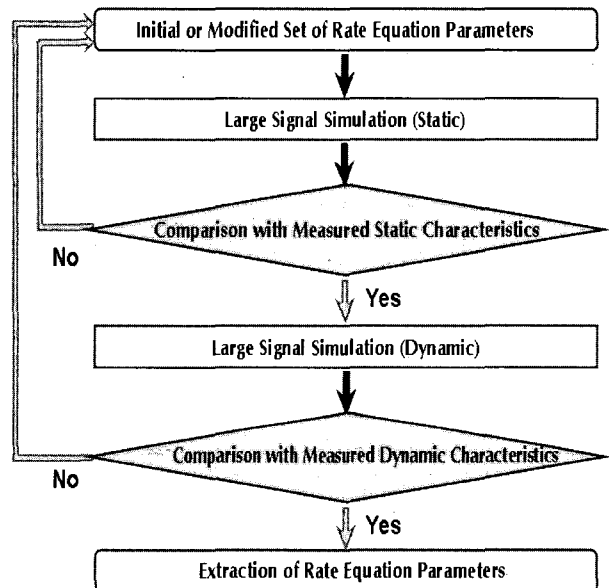 Initial or Modified Set of Rate Equation Parameters
Large Signal Simulation (Static)
Comparison with Measured Static Characteristics
No
Yes
Large Signal Simulation (Dynamic)
Comparison with Measured Dynamic Characteristics
No
Yes
Extraction of Rate Equation Parameters